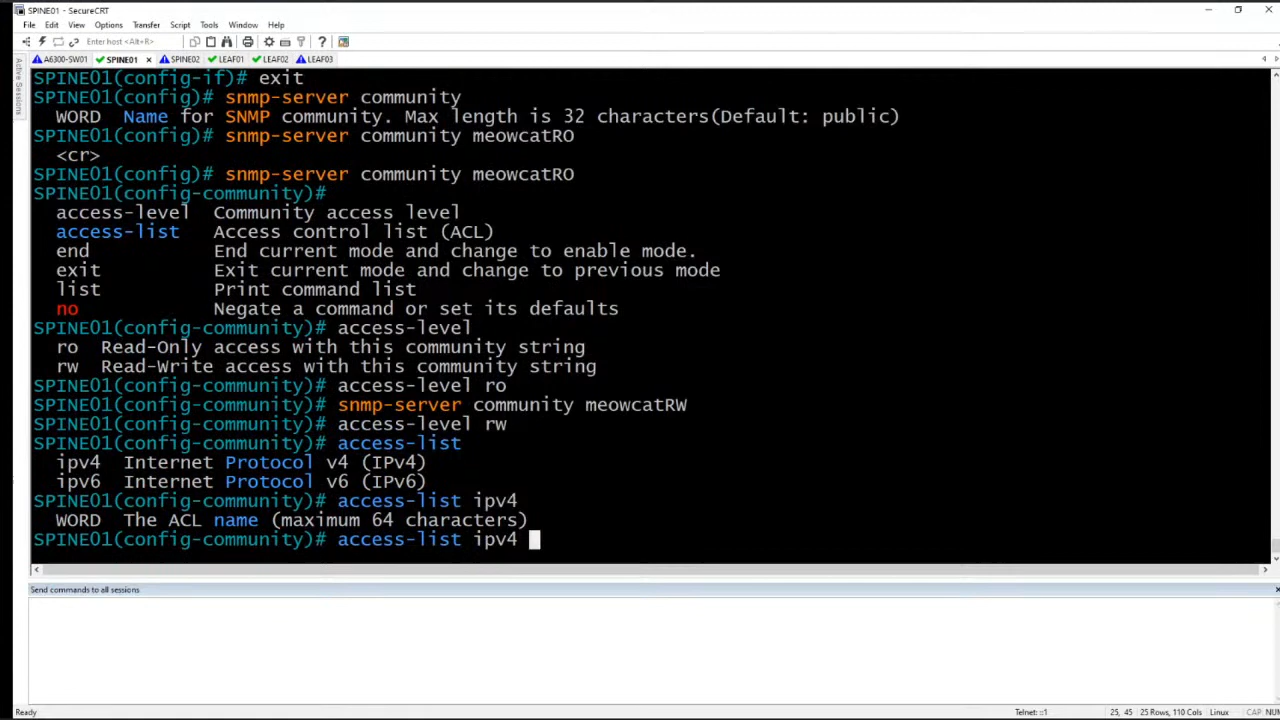 SPINE01 - SecureCRT
File Edit View Options Transfer Script Tools Window Help
Enter host <Alt+R>
A6300-SW01 SPINE01 SPINE02 LEAF01 LEAF02 LEAF03
Active Sessions
SPINE01(config-if)# exit
SPINE01(config)# snmp-server community
WORD  Name for SNMP community. Max length is 32 characters(Default: public)
SPINE01(config)# snmp-server community meowcatRO
<cr>
SPINE01(config)# snmp-server community meowcatRO
SPINE01(config-community)#
access-level  Community access level
access-list   Access control list (ACL)
end           End current mode and change to enable mode.
exit          Exit current mode and change to previous mode
list          Print command list
no            Negate a command or set its defaults
SPINE01(config-community)# access-level
ro  Read-Only access with this community string
rw  Read-Write access with this community string
SPINE01(config-community)# access-level ro
SPINE01(config-community)# snmp-server community meowcatRW
SPINE01(config-community)# access-level rw
SPINE01(config-community)# access-list
ipv4  Internet Protocol v4 (IPv4)
ipv6  Internet Protocol v6 (IPv6)
SPINE01(config-community)# access-list ipv4
WORD  The ACL name (maximum 64 characters)
SPINE01(config-community)# access-list ipv4
Send commands to all sessions
Ready Telnet: ::1 25, 45 25 Rows, 110 Cols Linux CAP NUM